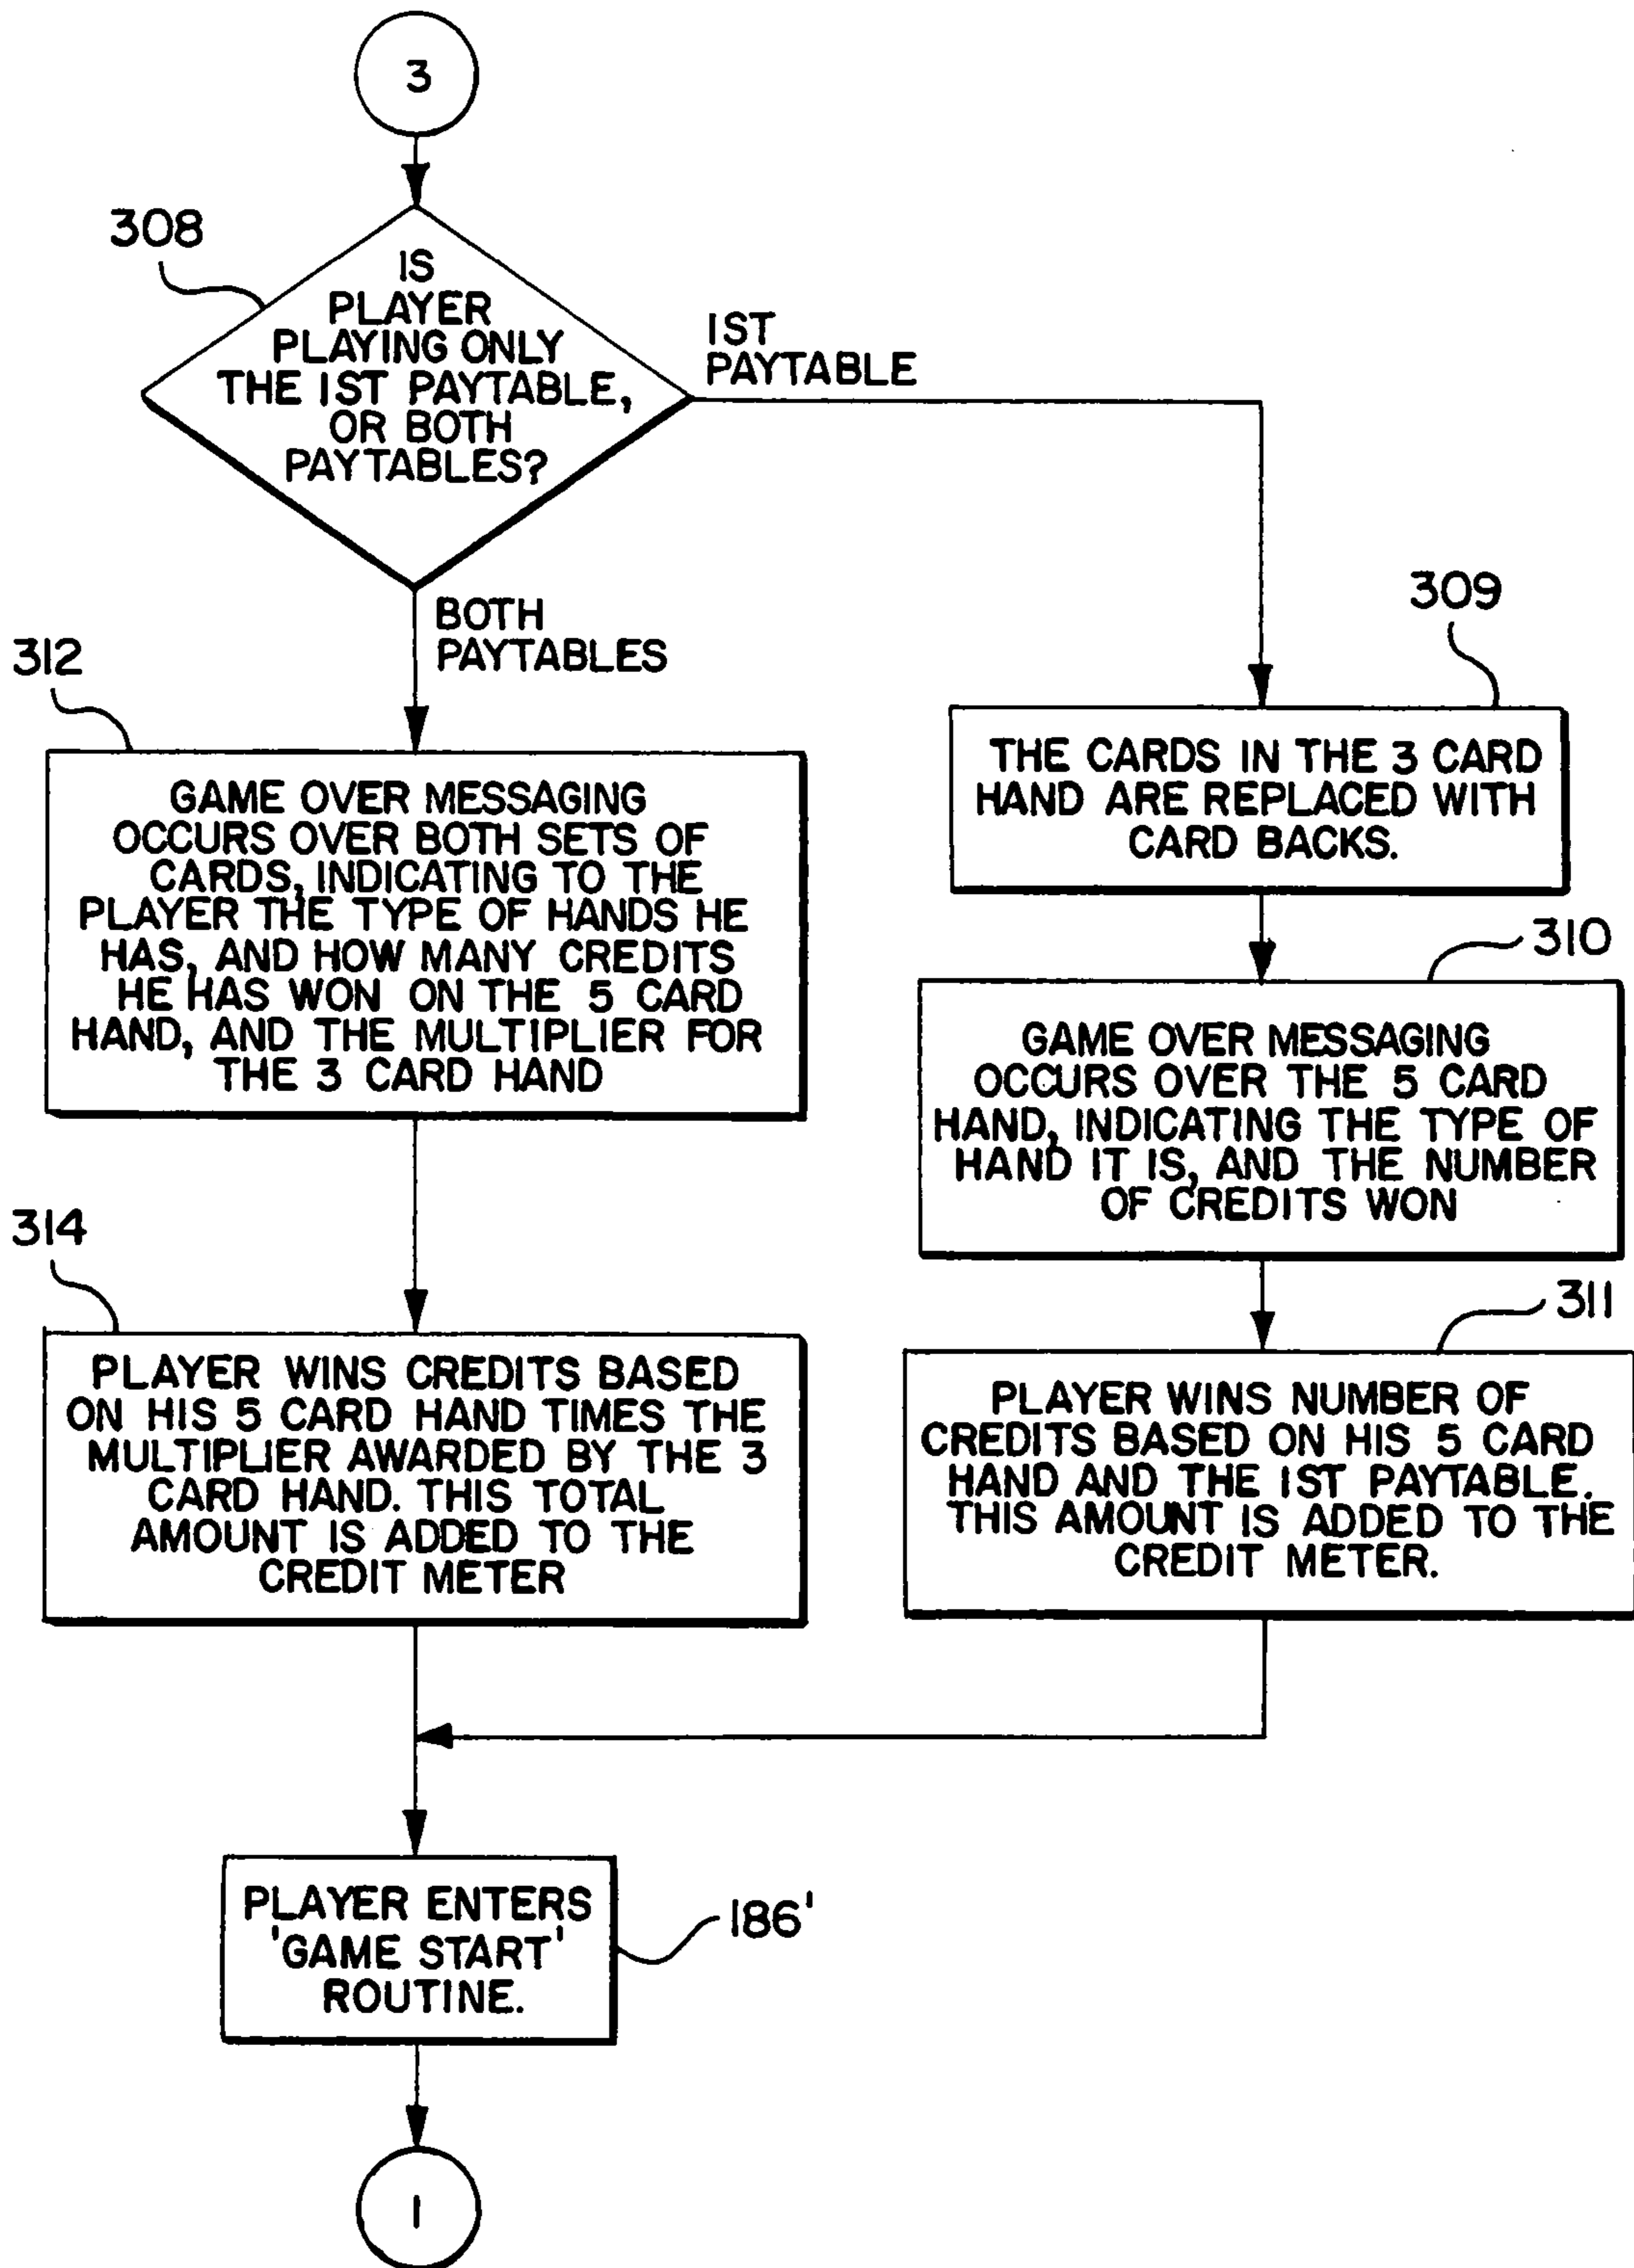 3
308
IS
PLAYER
PLAYING ONLY
THE 1ST PAYTABLE,
OR BOTH
PAYTABLES?
1ST
PAYTABLE
BOTH
PAYTABLES
309
THE CARDS IN THE 3 CARD
HAND ARE REPLACED WITH
CARD BACKS.
312
GAME OVER MESSAGING
OCCURS OVER BOTH SETS OF
CARDS, INDICATING TO THE
PLAYER THE TYPE OF HANDS HE
HAS, AND HOW MANY CREDITS
HE HAS WON ON THE 5 CARD
HAND, AND THE MULTIPLIER FOR
THE 3 CARD HAND
310
GAME OVER MESSAGING
OCCURS OVER THE 5 CARD
HAND, INDICATING THE TYPE OF
HAND IT IS, AND THE NUMBER
OF CREDITS WON
314
PLAYER WINS CREDITS BASED
ON HIS 5 CARD HAND TIMES THE
MULTIPLIER AWARDED BY THE 3
CARD HAND. THIS TOTAL
AMOUNT IS ADDED TO THE
CREDIT METER
311
PLAYER WINS NUMBER OF
CREDITS BASED ON HIS 5 CARD
HAND AND THE 1ST PAYTABLE.
THIS AMOUNT IS ADDED TO THE
CREDIT METER.
PLAYER ENTERS
'GAME START'
ROUTINE.
186'
1